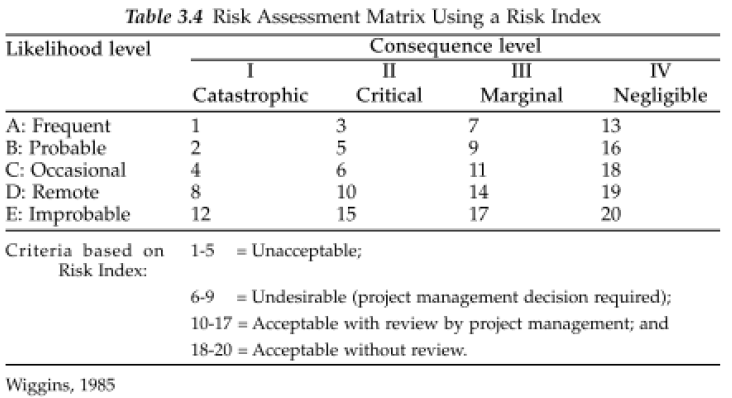 Table 3.4 Risk Assessment Matrix Using a Risk Index
Likelihood level Consequence level
I II III IV
Catastrophic Critical Marginal Negligible
A: Frequent 1 3 7 13
B: Probable 2 5 9 16
C: Occasional 4 6 11 18
D: Remote 8 10 14 19
E: Improbable 12 15 17 20
Criteria based on 1-5 = Unacceptable;
Risk Index:
6-9 = Undesirable (project management decision required);
10-17 = Acceptable with review by project management; and
18-20 = Acceptable without review.
Wiggins, 1985